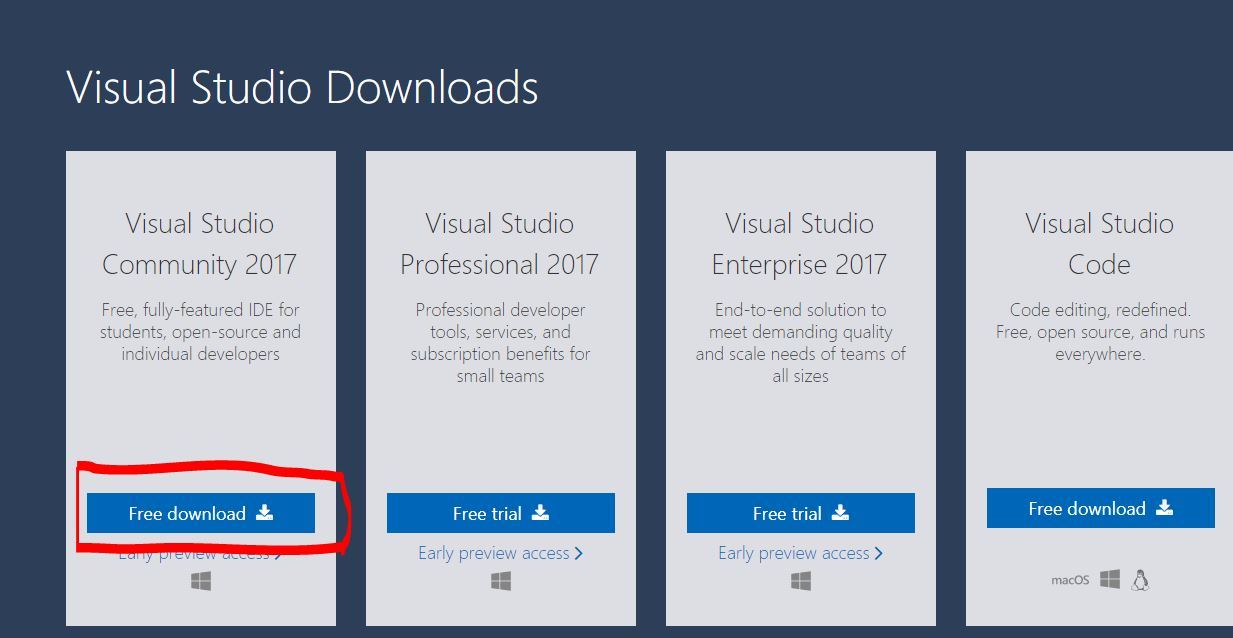 Visual Studio Downloads
Visual Studio
Community 2017
Free, fully-featured IDE for
students, open-source and
individual developers
Free download
Early preview access
Visual Studio
Professional 2017
Professional developer
tools, services, and
subscription benefits for
small teams
Free trial
Early preview access
Visual Studio
Enterprise 2017
End-to-end solution to
meet demanding quality
and scale needs of teams of
all sizes
Free trial
Early preview access
Visual Studio
Code
Code editing, redefined.
Free, open source, and runs
everywhere.
Free download
macOS